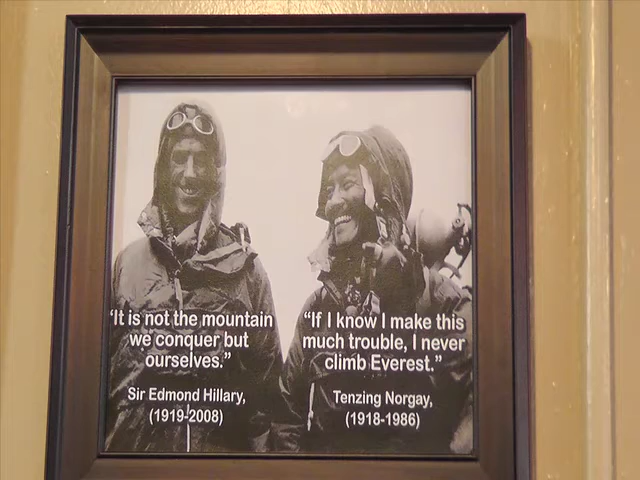 ‘It is not the mountain
we conquer but
ourselves.”
Sir Edmond Hillary,
(1919-2008)
“If I know I make this
much trouble, I never
climb Everest.”
Tenzing Norgay,
(1918-1986)